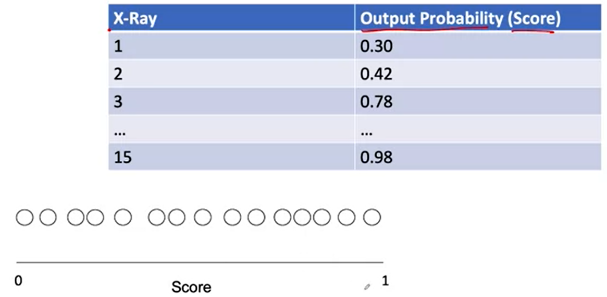 X-Ray Output Probability (Score)
1 0.30
2 0.42
3 0.78
... ...
15 0.98
0 Score 1